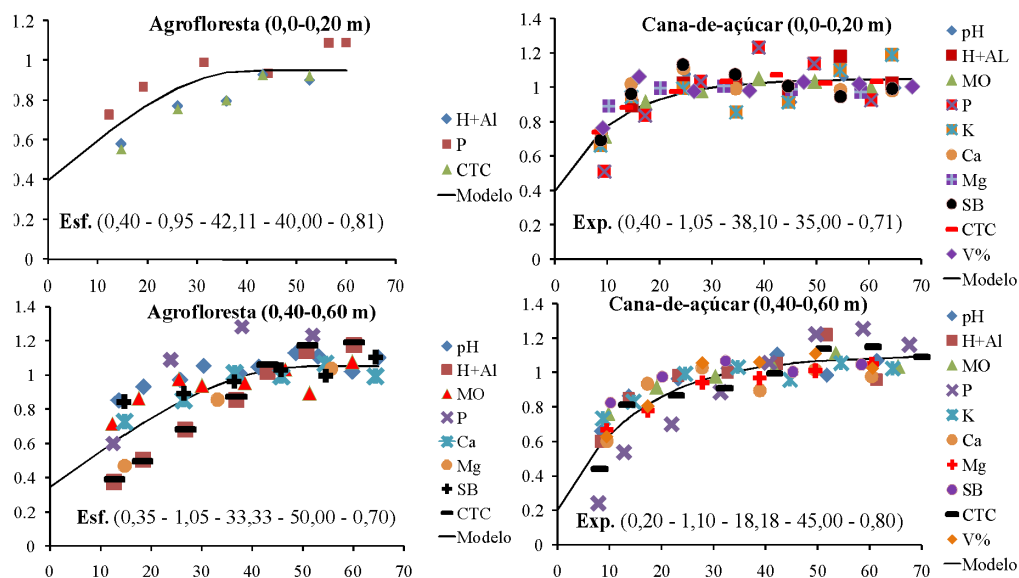 Agrofloresta (0,0-0,20 m)
1.2
1
0.8
0.6
0.4
0.2
0
0 10 20 30 40 50 60 70
H+Al
P
CTC
Modelo
Esf. (0,40 - 0,95 - 42,11 - 40,00 - 0,81)
Cana-de-açúcar (0,0-0,20 m)
1.4
1.2
1.0
0.8
0.6
0.4
0.2
0
0 10 20 30 40 50 60 70
pH
H+AL
MO
P
K
Ca
Mg
SB
CTC
V%
Modelo
Exp. (0,40 - 1,05 - 38,10 - 35,00 - 0,71)
Agrofloresta (0,40-0,60 m)
1.4
1.2
1
0.8
0.6
0.4
0.2
0
0 10 20 30 40 50 60 70
pH
H+Al
MO
P
Ca
Mg
SB
CTC
Modelo
Esf. (0,35 - 1,05 - 33,33 - 50,00 - 0,70)
Cana-de-açúcar (0,40-0,60 m)
1.4
1.2
1
0.8
0.6
0.4
0.2
0
0 10 20 30 40 50 60 70
pH
H+Al
MO
P
K
Ca
Mg
SB
CTC
V%
Modelo
Exp. (0,20 - 1,10 - 18,18 - 45,00 - 0,80)